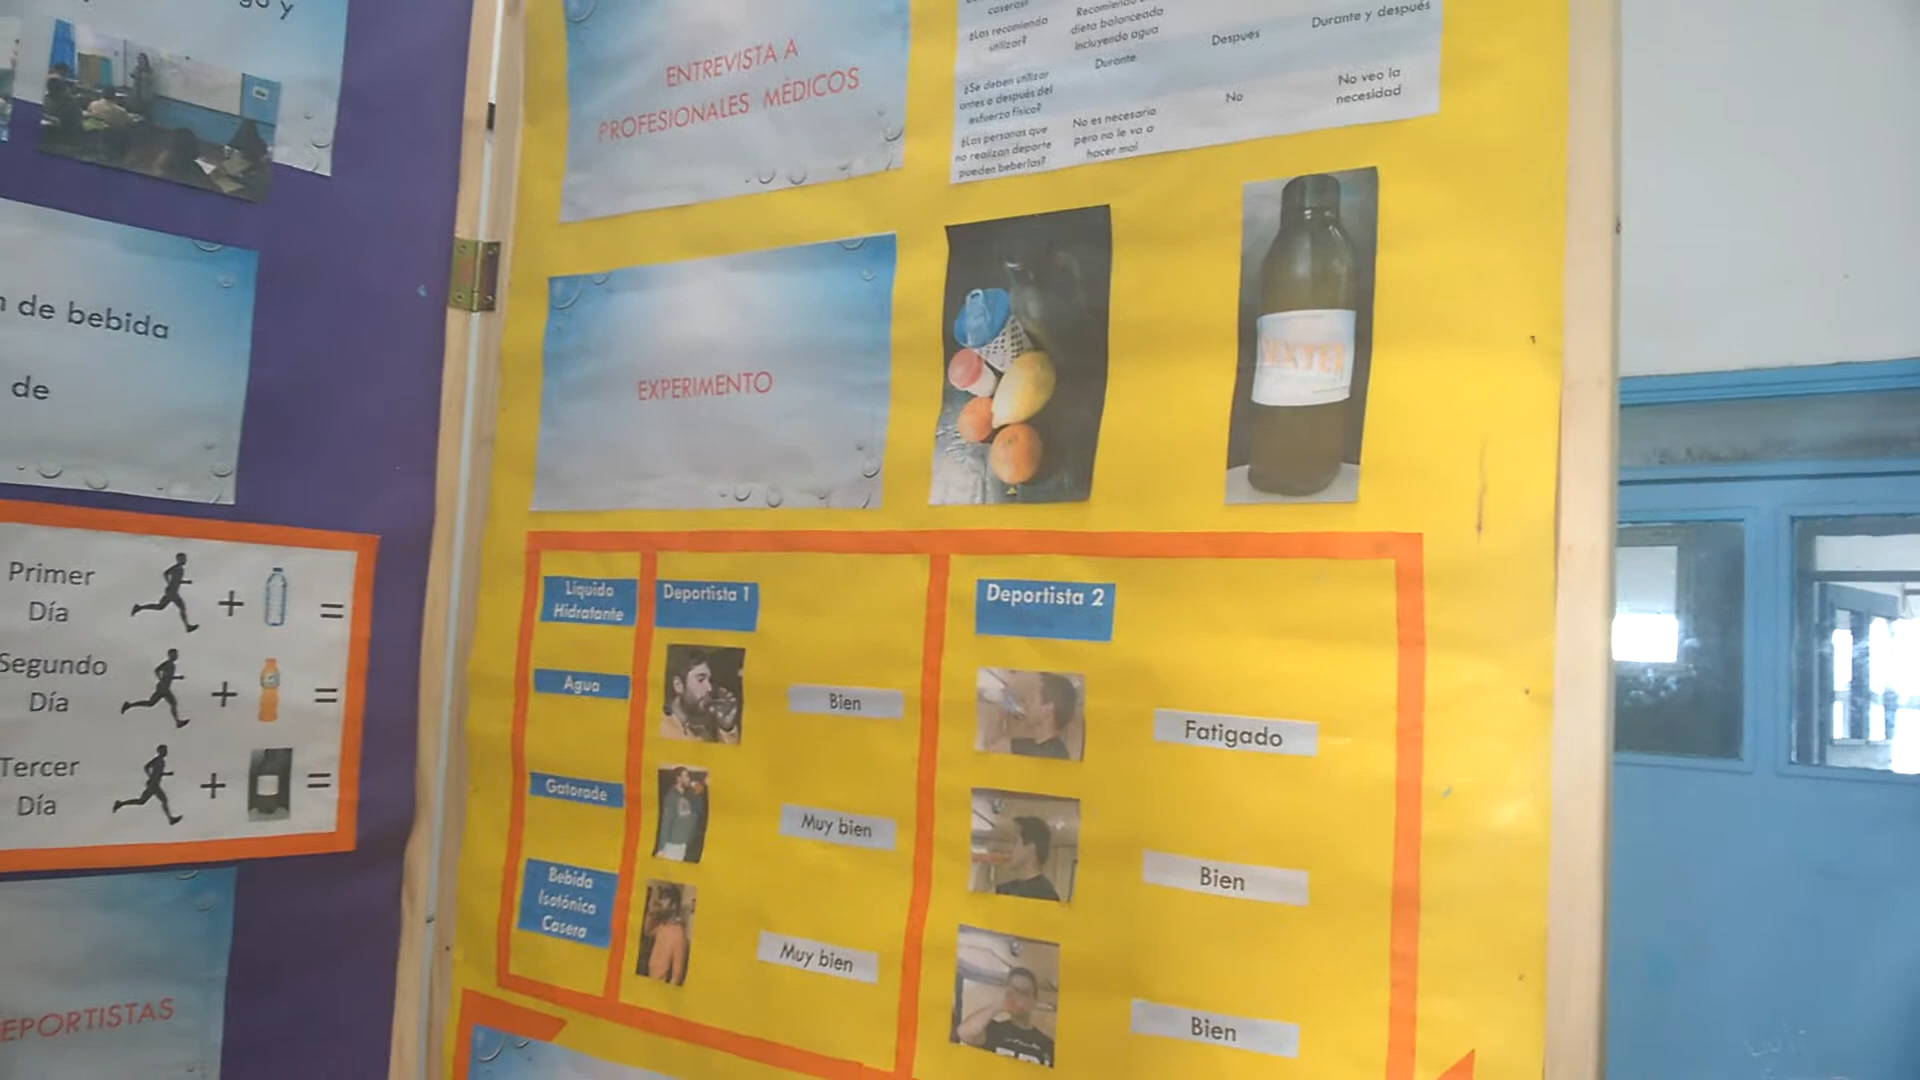 n de bebida
de
Primer
Día
+
=
Segundo
Día
+
=
Tercer
Día
+
=
EPORTISTAS
ENTREVISTA A
PROFESIONALES MÉDICOS
caseras?
¿Las recomienda
utilizar?
dieta balanceada
incluyendo agua
Después
Durante y después
¿Se deben utilizar
antes o después del
esfuerzo físico?
Durante
No
No veo la
necesidad
¿Las personas que
no realizan deporte
pueden beberlas?
No es necesario
pero no le va a
hacer mal
EXPERIMENTO
Líquido
Hidratante
Deportista 1
Deportista 2
Agua
Bien
Fatigado
Gatorade
Muy bien
Bien
Bebida
Isotónica
Casera
Muy bien
Bien